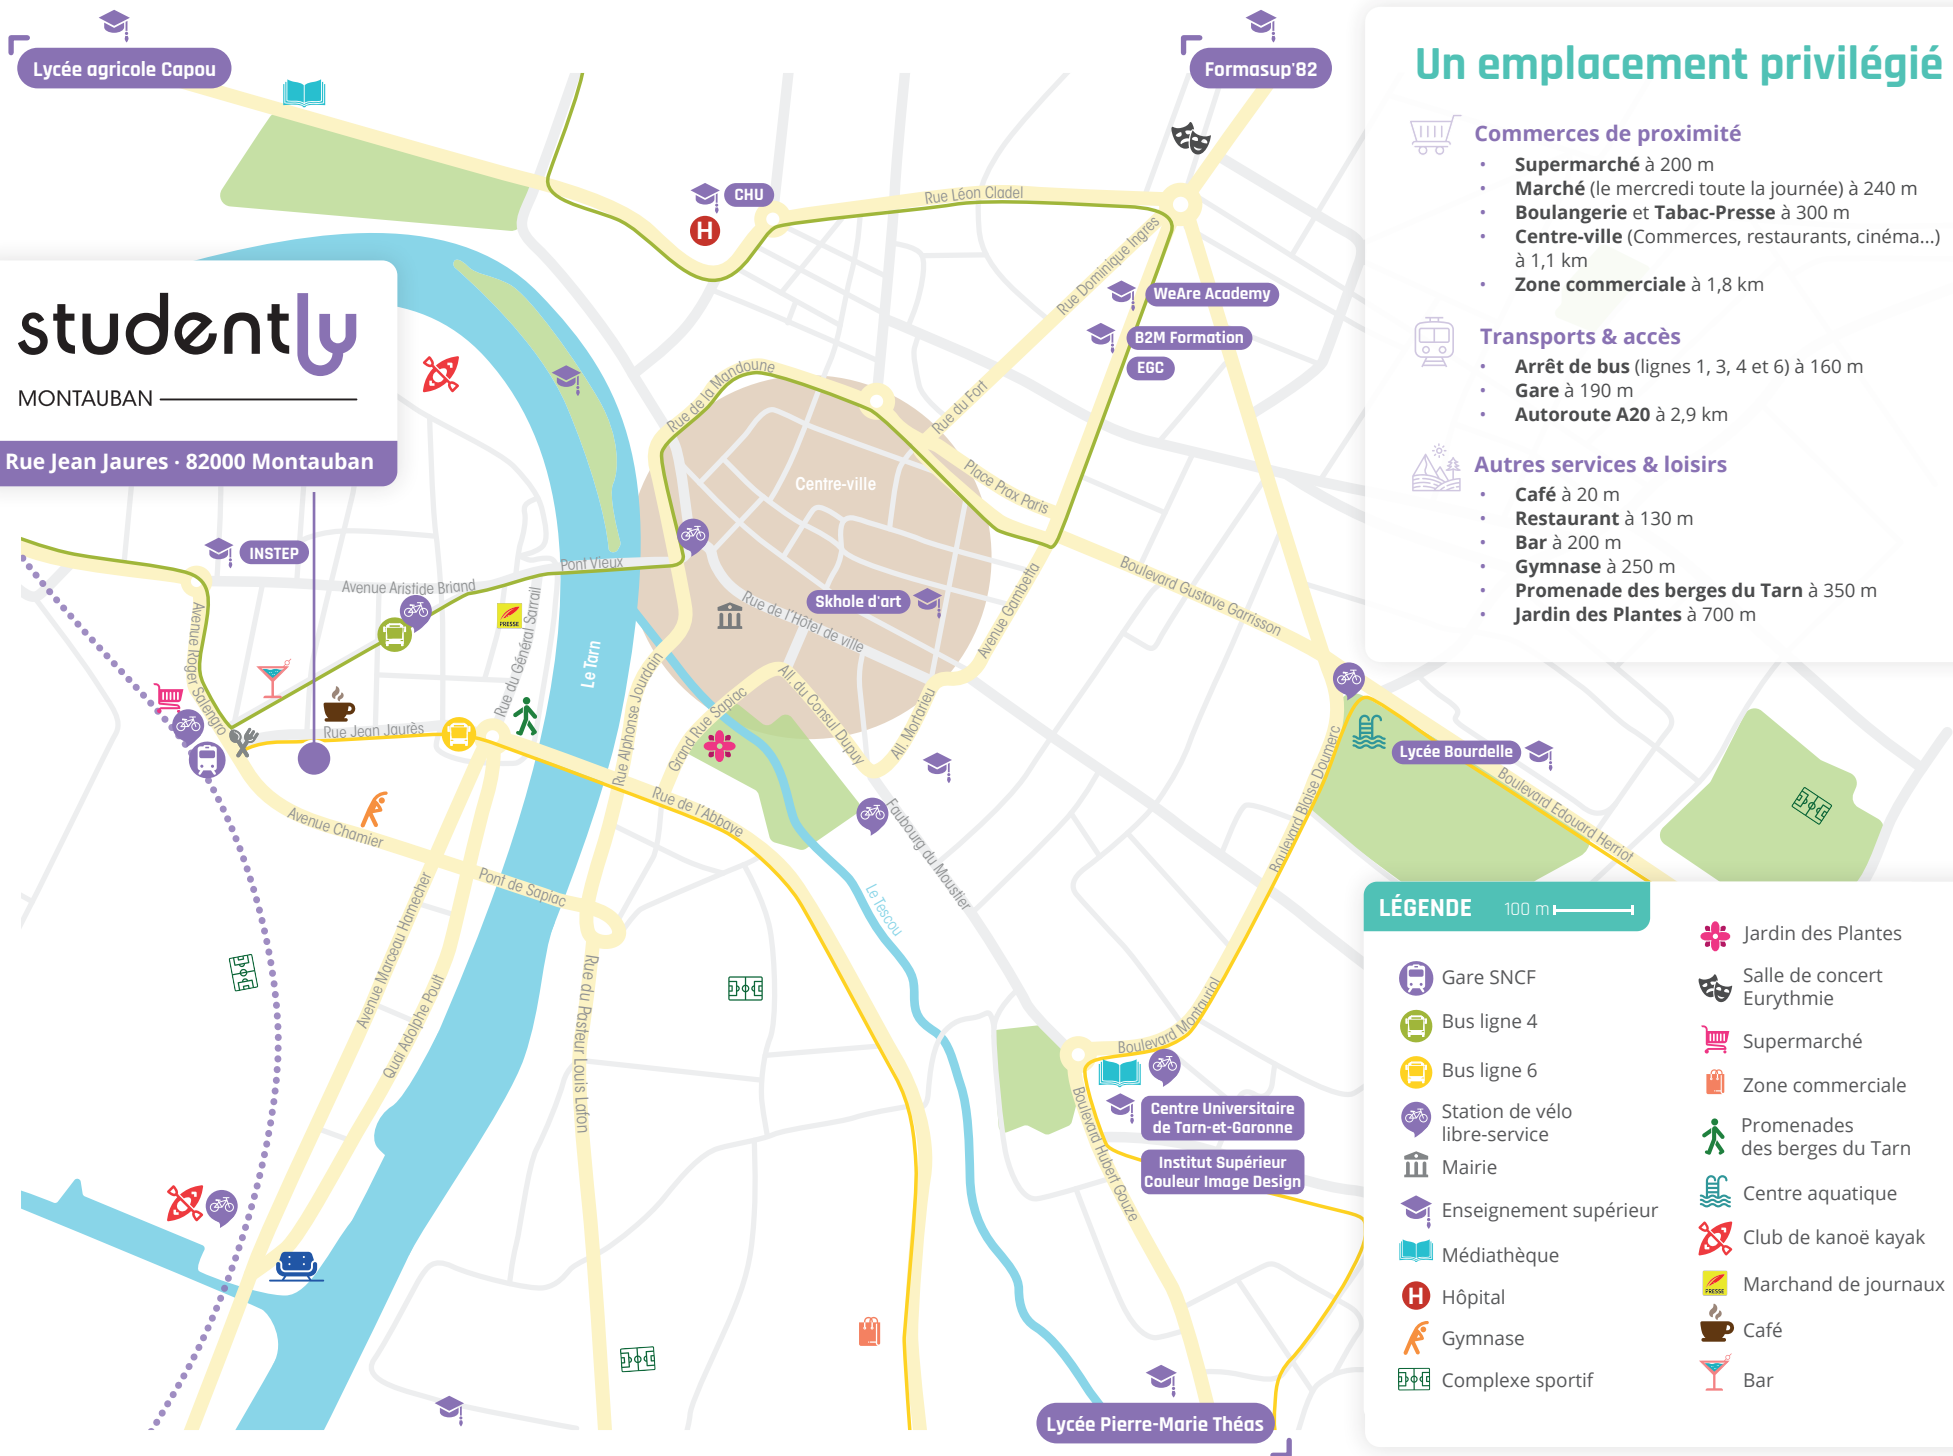 Lycée agricole Capou
Formasup'82
CHU
Rue Léon Cladel
Rue Dominique Ingres
WeAre Academy
B2M Formation
EGC
studently
MONTAUBAN
Rue Jean Jaures · 82000 Montauban
Rue de la Mandoune
Rue du Fort
Place Prax Paris
Centre-ville
INSTEP
Avenue Aristide Briand
Pont Vieux
PRESSE
Rue du Général Sarrail
Avenue Roger Salengro
Le Tarn
Rue Jean Jaurès
Skhole d'art
Rue de l'Hôtel de ville
Avenue Gambetta
Boulevard Gustave Garrisson
Rue Alphonse Jourdain
Grand Rue Sapiac
All. du Consul Dupuy
All. Mortarieu
Avenue Chamier
Rue de l'Abbaye
Pont de Sapiac
Faubourg du Moustier
Le Tescou
Boulevard Blaise Doumerc
Lycée Bourdelle
Boulevard Edouard Herriot
Avenue Marceau Hamecher
Quai Adolphe Poult
Rue du Pasteur Louis Lafon
Boulevard Montauriol
Boulevard Hubert Gouze
Centre Universitaire
de Tarn-et-Garonne
Institut Supérieur
Couleur Image Design
Lycée Pierre-Marie Théas
H
Un emplacement privilégié
Commerces de proximité
• Supermarché à 200 m
• Marché (le mercredi toute la journée) à 240 m
• Boulangerie et Tabac-Presse à 300 m
• Centre-ville (Commerces, restaurants, cinéma...)
à 1,1 km
• Zone commerciale à 1,8 km
Transports & accès
• Arrêt de bus (lignes 1, 3, 4 et 6) à 160 m
• Gare à 190 m
• Autoroute A20 à 2,9 km
Autres services & loisirs
• Café à 20 m
• Restaurant à 130 m
• Bar à 200 m
• Gymnase à 250 m
• Promenade des berges du Tarn à 350 m
• Jardin des Plantes à 700 m
LÉGENDE
100 m
Gare SNCF
Bus ligne 4
Bus ligne 6
Station de vélo
libre-service
Mairie
Enseignement supérieur
Médiathèque
H
Hôpital
Gymnase
Complexe sportif
Jardin des Plantes
Salle de concert
Eurythmie
Supermarché
Zone commerciale
Promenades
des berges du Tarn
Centre aquatique
Club de kanoë kayak
PRESSE
Marchand de journaux
Café
Bar